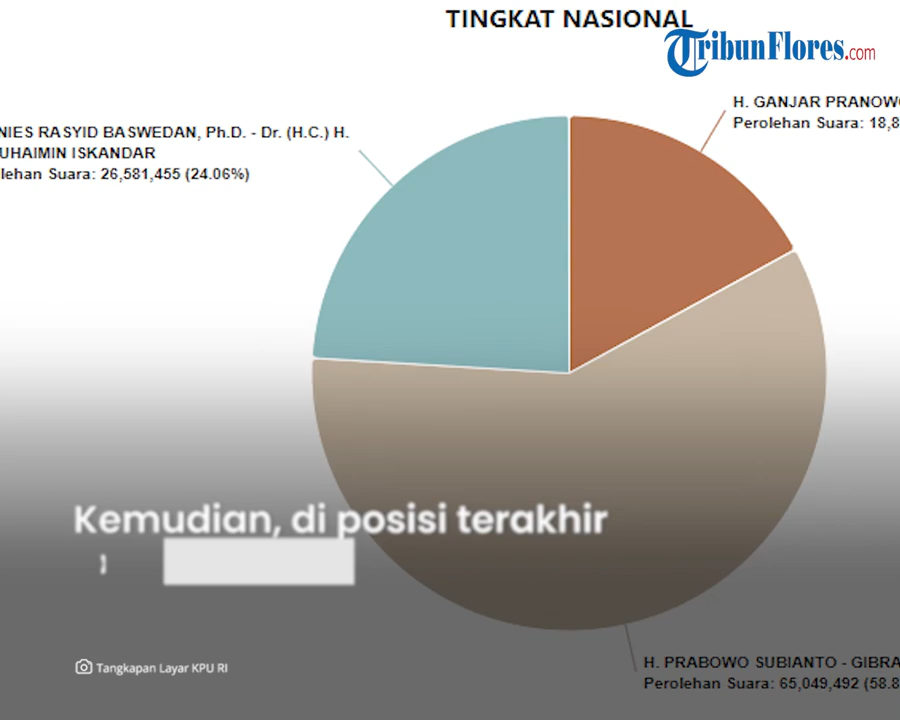 TINGKAT NASIONAL
TribunFlores.com
H. GANJAR PRANOWO
Perolehan Suara: 18,8
NIES RASYID BASWEDAN, Ph.D. - Dr. (H.C.) H.
UHAIMIN ISKANDAR
lehan Suara: 26,581,455 (24.06%)
Kemudian, di posisi terakhir
Tangkapan Layar KPU RI
H. PRABOWO SUBIANTO - GIBRA
Perolehan Suara: 65,049,492 (58.8